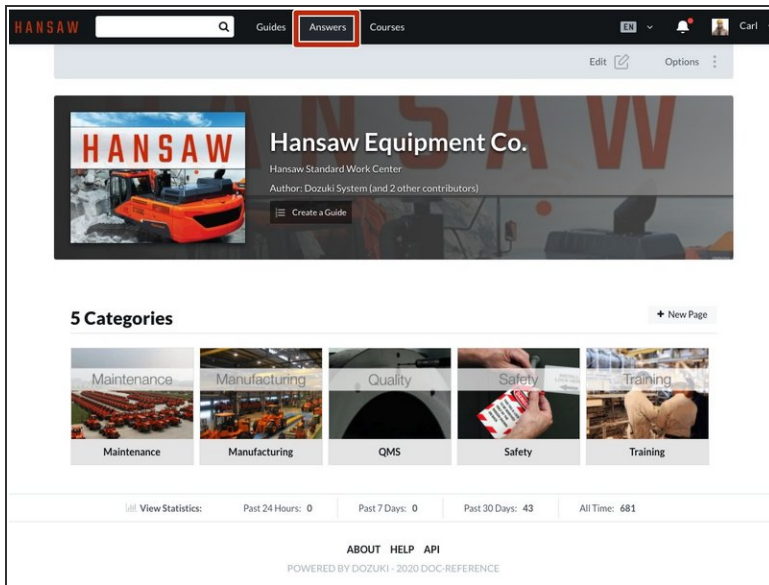 HANSAW Guides Answers Courses EN Carl
Edit Options
HANSAW
HANSAW
Hansaw Equipment Co.
Hansaw Standard Work Center
Author: Dozuki System (and 2 other contributors)
Create a Guide
5 Categories
+ New Page
Maintenance Manufacturing Quality Safety Training
Maintenance Manufacturing QMS Safety Training
View Statistics: Past 24 Hours: 0 Past 7 Days: 0 Past 30 Days: 43 All Time: 681
ABOUT HELP API
POWERED BY DOZUKI - 2020 DOC-REFERENCE